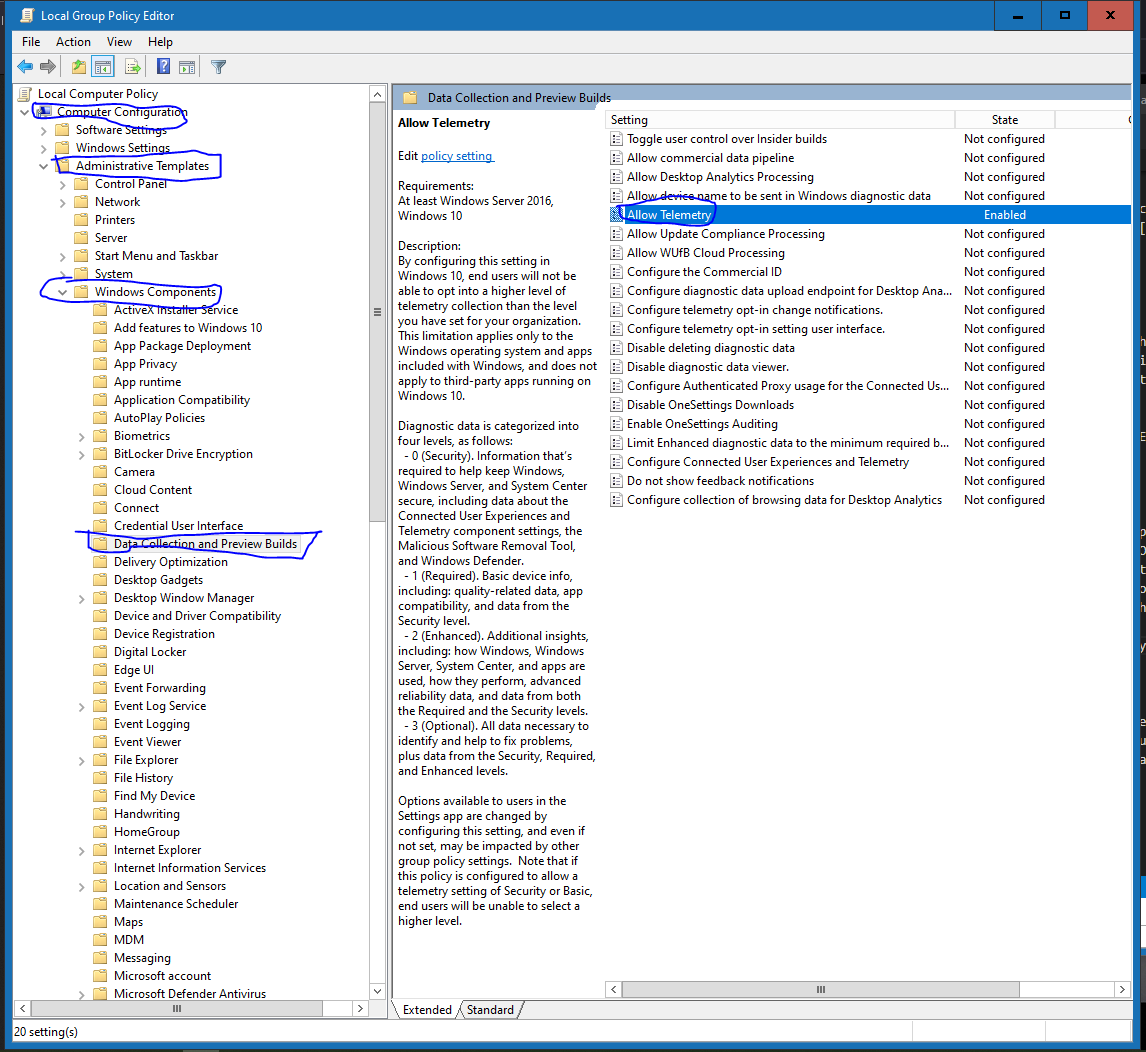 Local Group Policy Editor
File Action View Help
Local Computer Policy
Computer Configuration
Software Settings
Windows Settings
Administrative Templates
Control Panel
Network
Printers
Server
Start Menu and Taskbar
System
Windows Components
ActiveX Installer Service
Add features to Windows 10
App Package Deployment
App Privacy
App runtime
Application Compatibility
AutoPlay Policies
Biometrics
BitLocker Drive Encryption
Camera
Cloud Content
Connect
Credential User Interface
Data Collection and Preview Builds
Delivery Optimization
Desktop Gadgets
Desktop Window Manager
Device and Driver Compatibility
Device Registration
Digital Locker
Edge UI
Event Forwarding
Event Log Service
Event Logging
Event Viewer
File Explorer
File History
Find My Device
Handwriting
HomeGroup
Internet Explorer
Internet Information Services
Location and Sensors
Maintenance Scheduler
Maps
MDM
Messaging
Microsoft account
Microsoft Defender Antivirus
Data Collection and Preview Builds
Allow Telemetry
Edit policy setting
Requirements:
At least Windows Server 2016,
Windows 10
Description:
By configuring this setting in
Windows 10, end users will not be
able to opt into a higher level of
telemetry collection than the level
you have set for your organization.
This limitation applies only to the
Windows operating system and apps
included with Windows, and does not
apply to third-party apps running on
Windows 10.
Diagnostic data is categorized into
four levels, as follows:
- 0 (Security). Information that's
required to help keep Windows,
Windows Server, and System Center
secure, including data about the
Connected User Experiences and
Telemetry component settings, the
Malicious Software Removal Tool,
and Windows Defender.
- 1 (Required). Basic device info,
including: quality-related data, app
compatibility, and data from the
Security level.
- 2 (Enhanced). Additional insights,
including: how Windows, Windows
Server, System Center, and apps are
used, how they perform, advanced
reliability data, and data from both
the Required and the Security levels.
- 3 (Optional). All data necessary to
identify and help to fix problems,
plus data from the Security, Required,
and Enhanced levels.
Options available to users in the
Settings app are changed by
configuring this setting, and even if
not set, may be impacted by other
group policy settings. Note that if
this policy is configured to allow a
telemetry setting of Security or Basic,
end users will be unable to select a
higher level.
Setting State
Toggle user control over Insider builds Not configured
Allow commercial data pipeline Not configured
Allow Desktop Analytics Processing Not configured
Allow device name to be sent in Windows diagnostic data Not configured
Allow Telemetry Enabled
Allow Update Compliance Processing Not configured
Allow WUfB Cloud Processing Not configured
Configure the Commercial ID Not configured
Configure diagnostic data upload endpoint for Desktop Ana... Not configured
Configure telemetry opt-in change notifications. Not configured
Configure telemetry opt-in setting user interface. Not configured
Disable deleting diagnostic data Not configured
Disable diagnostic data viewer. Not configured
Configure Authenticated Proxy usage for the Connected Us... Not configured
Disable OneSettings Downloads Not configured
Enable OneSettings Auditing Not configured
Limit Enhanced diagnostic data to the minimum required b... Not configured
Configure Connected User Experiences and Telemetry Not configured
Do not show feedback notifications Not configured
Configure collection of browsing data for Desktop Analytics Not configured
Extended Standard
20 setting(s)